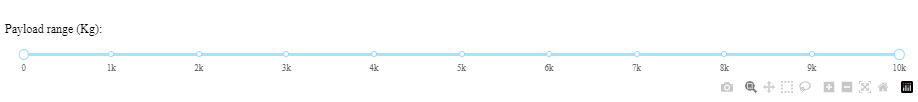 Payload range (Kg):
0 1k 2k 3k 4k 5k 6k 7k 8k 9k 10k